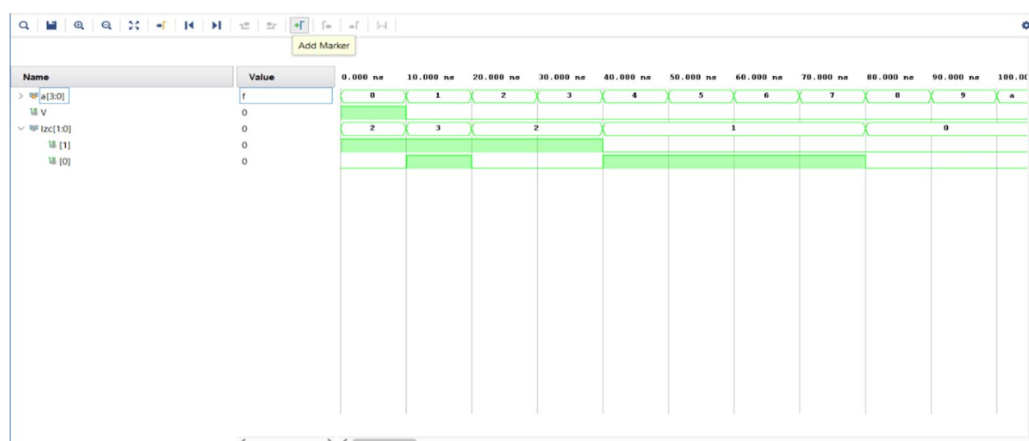 Add Marker
Name Value 0.000 ns 10.000 ns 20.000 ns 30.000 ns 40.000 ns 50.000 ns 60.000 ns 70.000 ns 80.000 ns 90.000 ns 100.00
a[3:0] f 0 1 2 3 4 5 6 7 8 9 a
V 0
lzc[1:0] 0 2 3 2 1 0
[1] 0
[0] 0